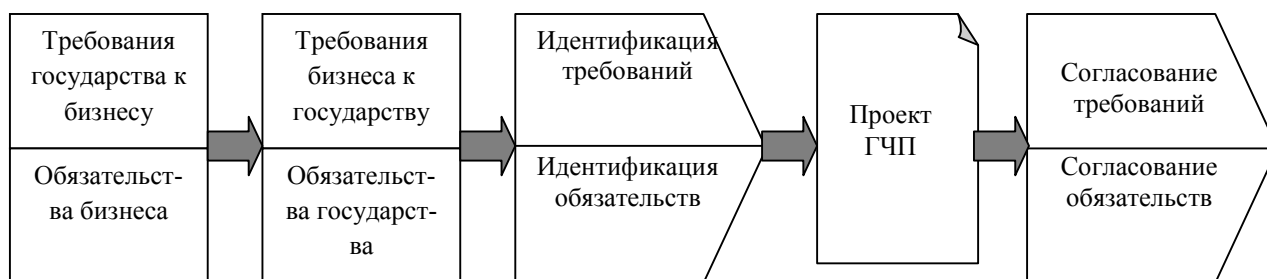 Требования
государства к
бизнесу
Обязательст-
ва бизнеса
Требования
бизнеса к
государству
Обязательст-
ва государст-
ва
Идентификация
требований
Идентификация
обязательств
Проект
ГЧП
Согласование
требований
Согласование
обязательств